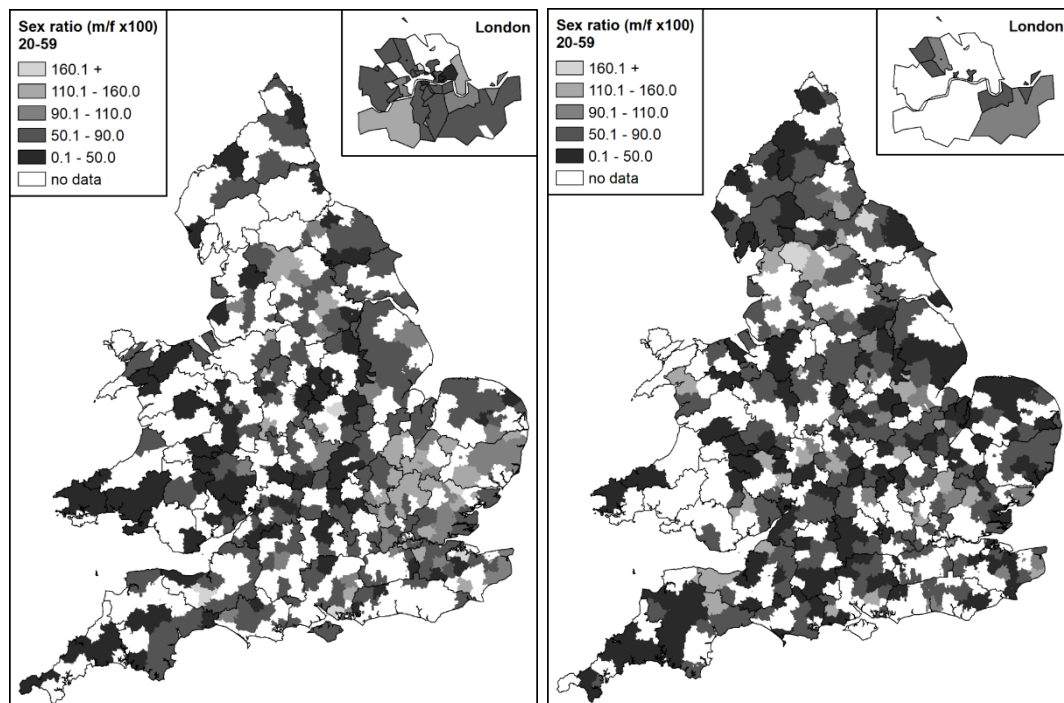 Sex ratio (m/f x100)
20-59
160.1 +
110.1 - 160.0
90.1 - 110.0
50.1 - 90.0
0.1 - 50.0
no data
London
Sex ratio (m/f x100)
20-59
160.1 +
110.1 - 160.0
90.1 - 110.0
50.1 - 90.0
0.1 - 50.0
no data
London